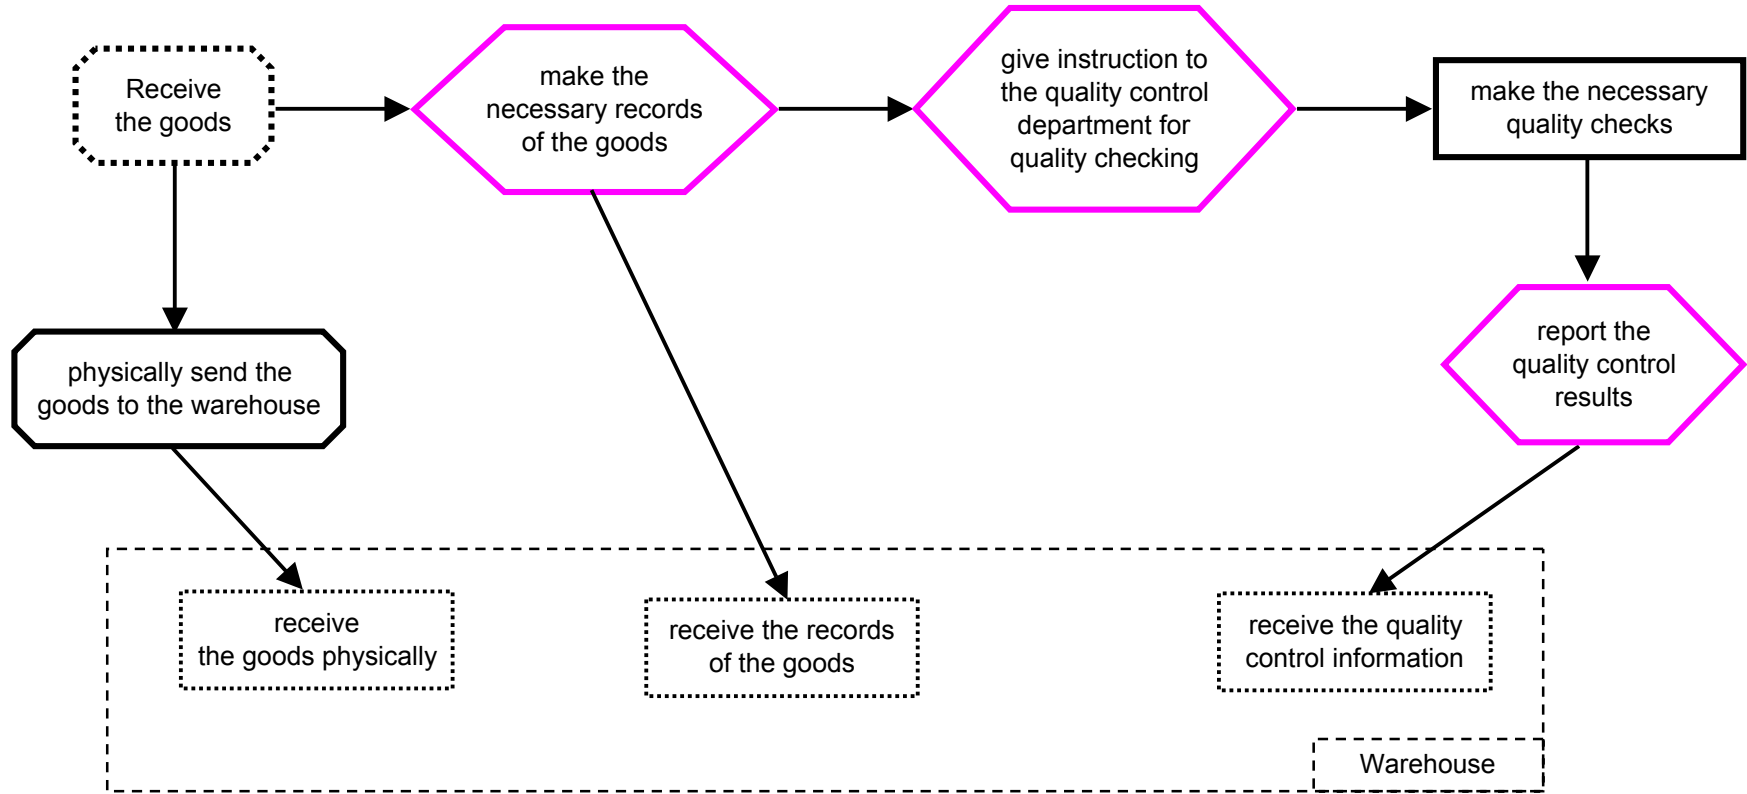 Receive
the goods
make the
necessary records
of the goods
give instruction to
the quality control
department for
quality checking
make the necessary
quality checks
physically send the
goods to the warehouse
report the
quality control
results
receive
the goods physically
receive the records
of the goods
receive the quality
control information
Warehouse